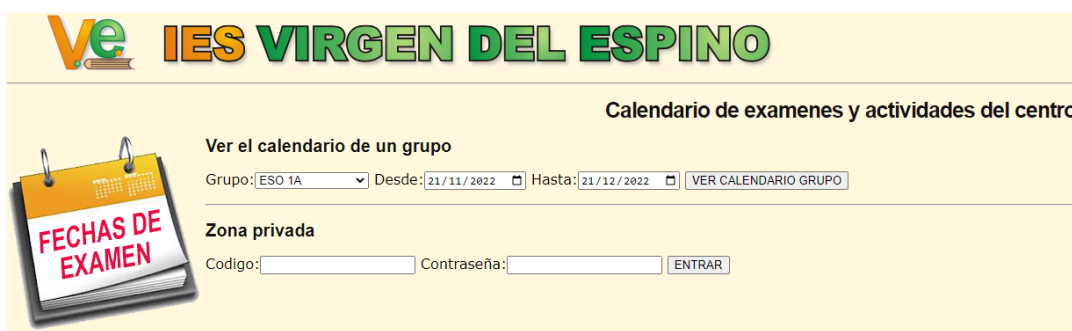 Ve IES VIRGEN DEL ESPINO
Calendario de examenes y actividades del centro
Ver el calendario de un grupo
Grupo: ESO 1A Desde: 21/11/2022 Hasta: 21/12/2022 VER CALENDARIO GRUPO
FECHAS DE
EXAMEN
Zona privada
Codigo: Contraseña: ENTRAR